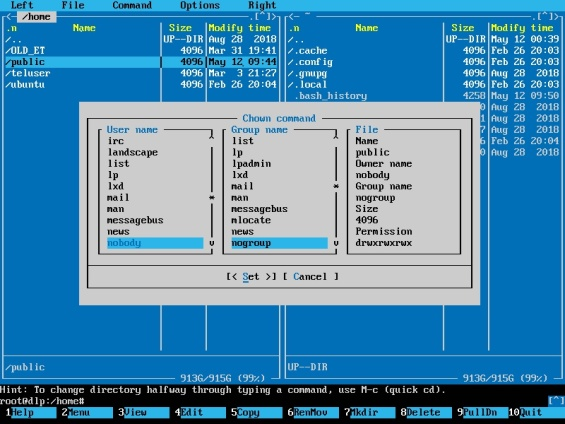 Left File Command Options Right
/home .[^]> ~ .[^]>
.n Name Size Modify time .n Name Size Modify time
/.. UP--DIR Aug 28 2018 /.. UP--DIR May 12 00:39
/OLD_ET 4096 Mar 31 19:41 /.cache 4096 Feb 26 20:03
/public 4096 May 12 09:44 /.config 4096 Feb 26 20:03
/teluser 4096 Mar 3 21:27 /.gnupg 4096 Aug 28 2018
/ubuntu 4096 Feb 26 20:04 /.local 4096 Feb 26 20:03
.bash_history 4258 May 12 09:50
0 Aug 28 2018
1 Aug 28 2018
7 Aug 28 2018
6 Feb 26 20:04
0 Aug 28 2018
Chown command
User name Group name File
irc list Name
landscape lp public
list lpadmin Owner name
lp lxd nobody
lxd mail * Group name
mail * man nogroup
man messagebus Size
messagebus mlocate 4096
news news Permission
nobody v nogroup v drwxrwxrwx
[< Set >] [ Cancel ]
/public UP--DIR
913G/915G (99%) 913G/915G (99%)
Hint: To change directory halfway through typing a command, use M-c (quick cd).
root@dlp:/home# [^]
1Help 2Menu 3View 4Edit 5Copy 6RenMov 7Mkdir 8Delete 9PullDn 10Quit